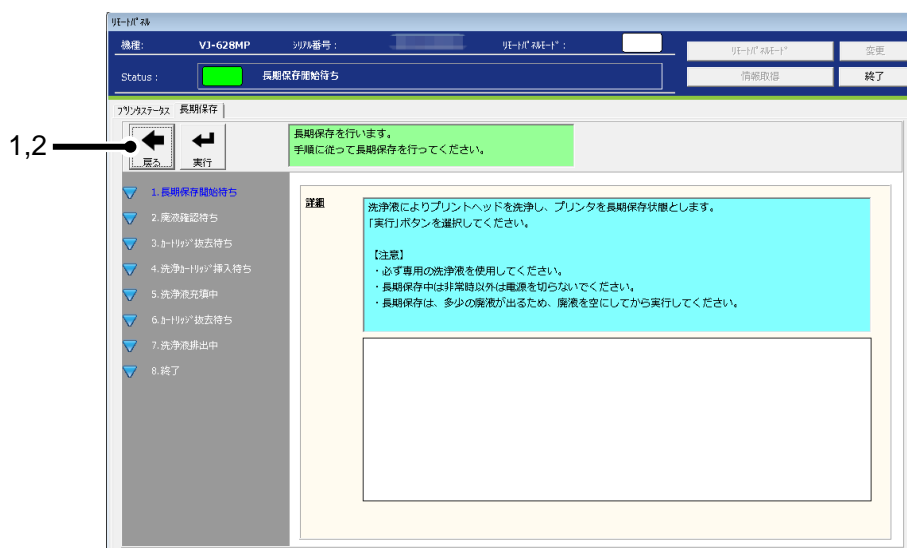 ﾘﾓｰﾄﾊﾟﾈﾙ
機種: VJ-628MP ｼﾘｱﾙ番号 : ﾘﾓｰﾄﾊﾟﾈﾙﾓｰﾄﾞ :
ﾘﾓｰﾄﾊﾟﾈﾙﾓｰﾄﾞ 変更
Status : 長期保存開始待ち
情報取得 終了
ﾌﾟﾘﾝﾀｽﾃｰﾀｽ 長期保存
1,2
戻る 実行
長期保存を行います。
手順に従って長期保存を行ってください。
1.長期保存開始待ち
2.廃液確認待ち
3.ｶｰﾄﾘｯｼﾞ抜去待ち
4.洗浄ｶｰﾄﾘｯｼﾞ挿入待ち
5.洗浄液充填中
6.ｶｰﾄﾘｯｼﾞ抜去待ち
7.洗浄液排出中
8.終了
詳細
洗浄液によりプリントヘッドを洗浄し、プリンタを長期保存状態とします。
「実行」ボタンを選択してください。
【注意】
・必ず専用の洗浄液を使用してください。
・長期保存中は非常時以外は電源を切らないでください。
・長期保存は、多少の廃液が出るため、廃液を空にしてから実行してください。